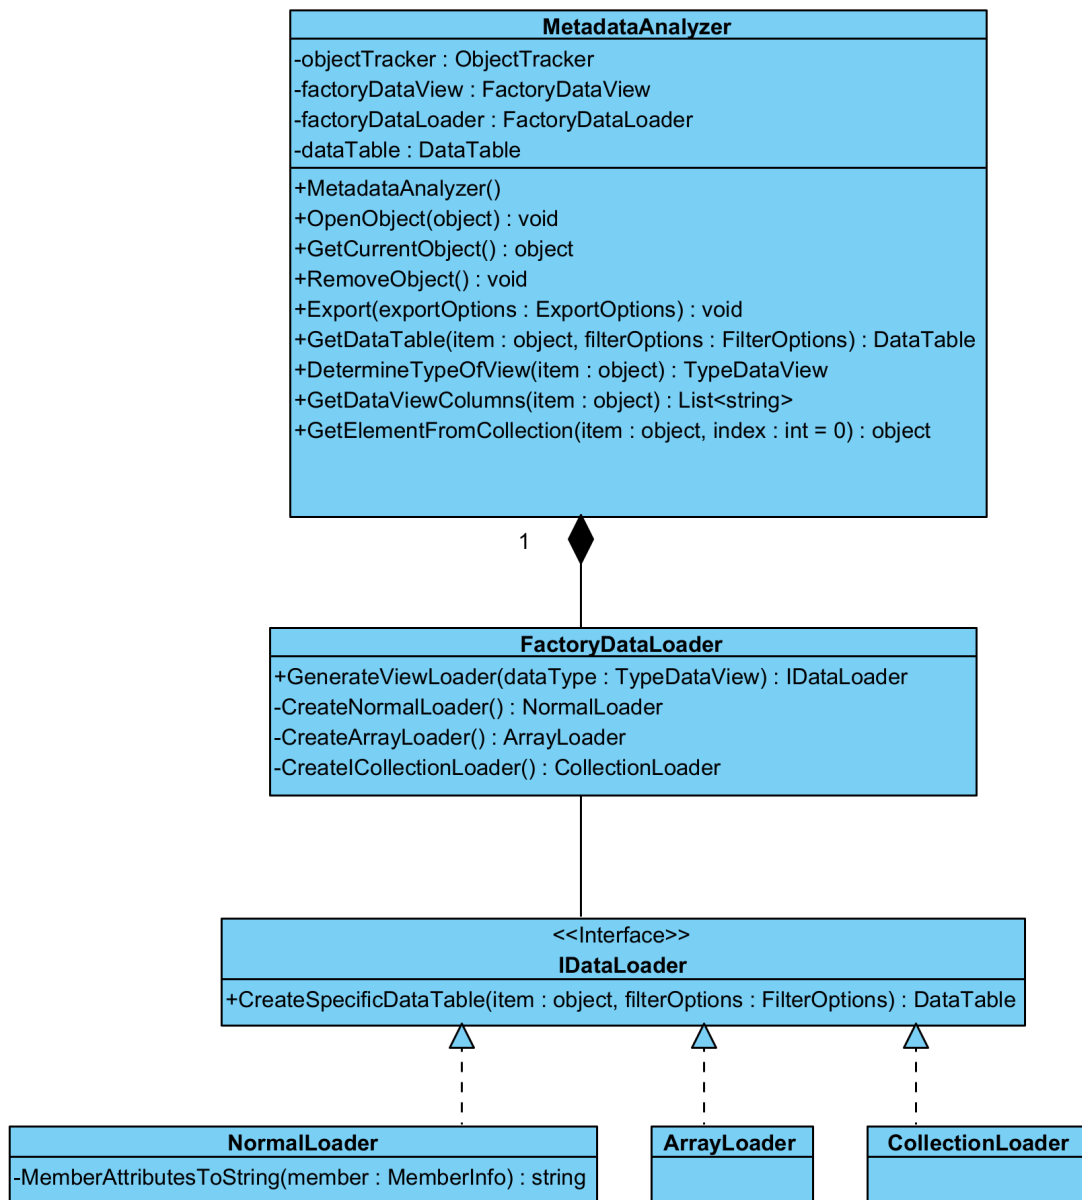 MetadataAnalyzer
-objectTracker : ObjectTracker
-factoryDataView : FactoryDataView
-factoryDataLoader : FactoryDataLoader
-dataTable : DataTable
+MetadataAnalyzer()
+OpenObject(object) : void
+GetCurrentObject() : object
+RemoveObject() : void
+Export(exportOptions : ExportOptions) : void
+GetDataTable(item : object, filterOptions : FilterOptions) : DataTable
+DetermineTypeOfView(item : object) : TypeDataView
+GetDataViewColumns(item : object) : List<string>
+GetElementFromCollection(item : object, index : int = 0) : object
1
FactoryDataLoader
+GenerateViewLoader(dataType : TypeDataView) : IDataLoader
-CreateNormalLoader() : NormalLoader
-CreateArrayLoader() : ArrayLoader
-CreateICollectionLoader() : CollectionLoader
<<Interface>>
IDataLoader
+CreateSpecificDataTable(item : object, filterOptions : FilterOptions) : DataTable
NormalLoader
-MemberAttributesToString(member : MemberInfo) : string
ArrayLoader
CollectionLoader